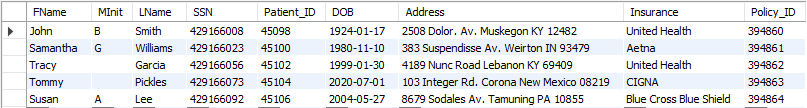 FName MInit LName SSN Patient_ID DOB Address Insurance Policy_ID
John B Smith 429166008 45098 1924-01-17 2508 Dolor. Av. Muskegon KY 12482 United Health 394860
Samantha G Williams 429166023 45100 1980-11-10 383 Suspendisse Av. Weirton IN 93479 Aetna 394861
Tracy Garcia 429166056 45102 1999-01-30 4189 Nunc Road Lebanon KY 69409 United Health 394862
Tommy Pickles 429166073 45104 2020-07-01 103 Integer Rd. Corona New Mexico 08219 CIGNA 394863
Susan A Lee 429166092 45106 2004-05-27 8679 Sodales Av. Tamuning PA 10855 Blue Cross Blue Shield 394864